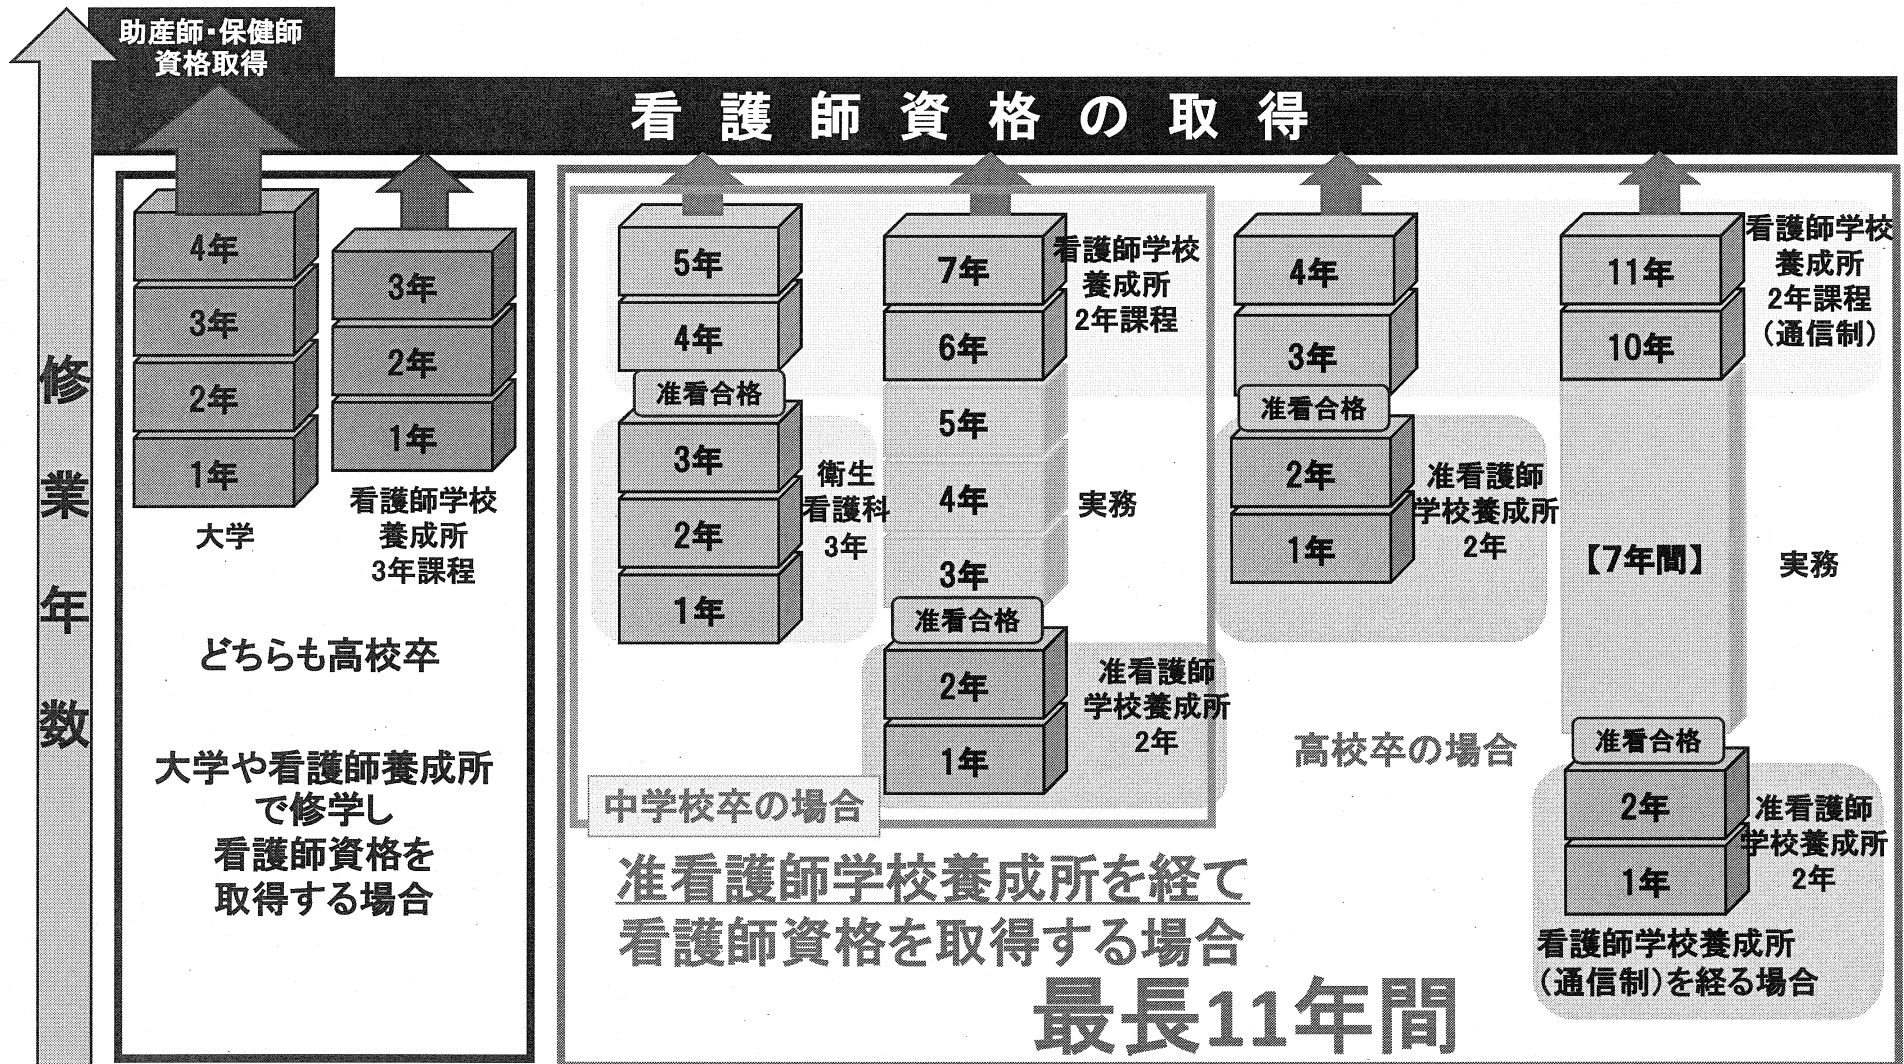 助産師・保健師
資格取得
看護師資格の取得
修業年数
4年
3年
2年
1年
大学
3年
2年
1年
看護師学校
養成所
3年課程
どちらも高校卒
大学や看護師養成所
で修学し
看護師資格を
取得する場合
5年
4年
准看合格
3年
2年
1年
衛生
看護科
3年
7年
6年
看護師学校
養成所
2年課程
5年
4年
3年
実務
准看合格
2年
1年
准看護師
学校養成所
2年
中学校卒の場合
4年
3年
准看合格
2年
1年
准看護師
学校養成所
2年
高校卒の場合
11年
10年
看護師学校
養成所
2年課程
（通信制）
【7年間】
実務
准看合格
2年
1年
准看護師
学校養成所
2年
看護師学校養成所
（通信制）を経る場合
准看護師学校養成所を経て
看護師資格を取得する場合
最長11年間